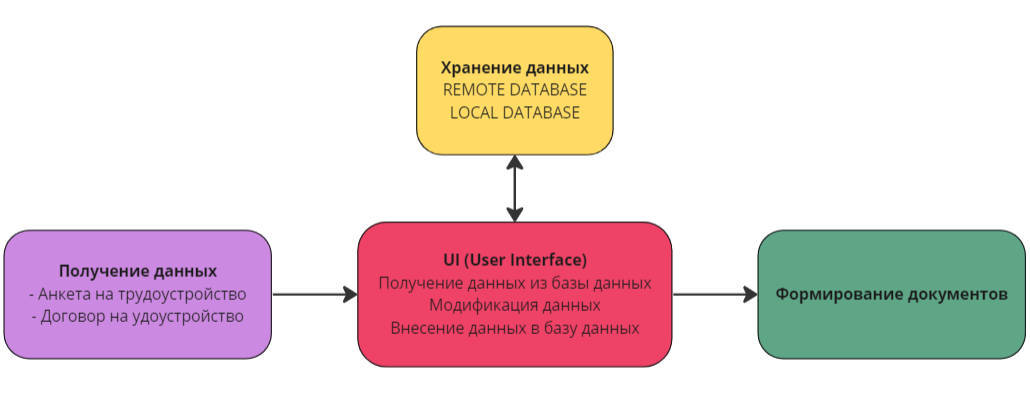 Хранение данных
REMOTE DATABASE
LOCAL DATABASE
Получение данных
- Анкета на трудоустройство
- Договор на удоустройство
UI (User Interface)
Получение данных из базы данных
Модификация данных
Внесение данных в базу данных
Формирование документов